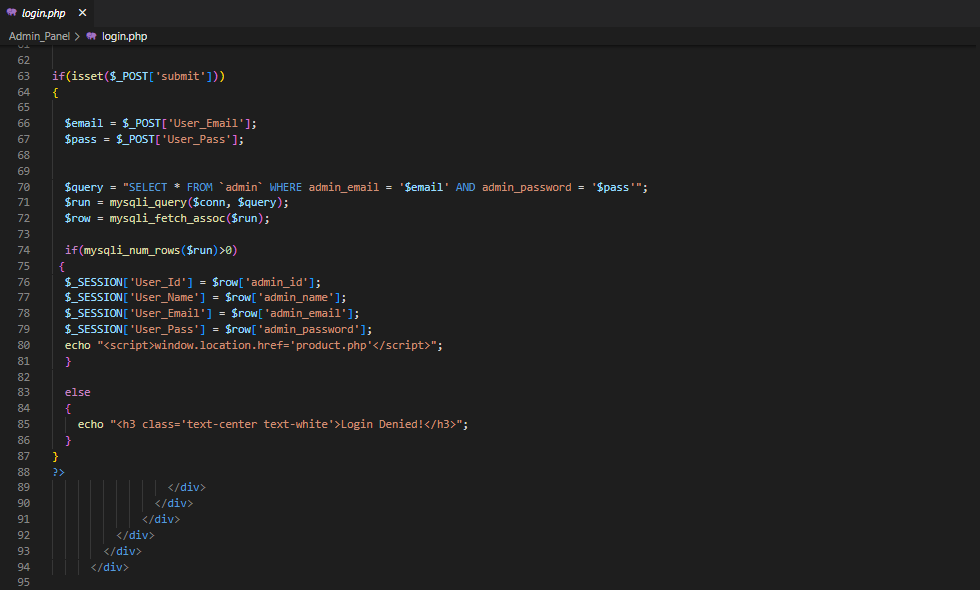 login.php ×
Admin_Panel > login.php
61
62
63 if(isset($_POST['submit']))
64 {
65
66 $email = $_POST['User_Email'];
67 $pass = $_POST['User_Pass'];
68
69
70 $query = "SELECT * FROM `admin` WHERE admin_email = '$email' AND admin_password = '$pass'";
71 $run = mysqli_query($conn, $query);
72 $row = mysqli_fetch_assoc($run);
73
74 if(mysqli_num_rows($run)>0)
75 {
76 $_SESSION['User_Id'] = $row['admin_id'];
77 $_SESSION['User_Name'] = $row['admin_name'];
78 $_SESSION['User_Email'] = $row['admin_email'];
79 $_SESSION['User_Pass'] = $row['admin_password'];
80 echo "<script>window.location.href='product.php'</script>";
81 }
82
83 else
84 {
85 echo "<h3 class='text-center text-white'>Login Denied!</h3>";
86 }
87 }
88 ?>
89 </div>
90 </div>
91 </div>
92 </div>
93 </div>
94 </div>
95